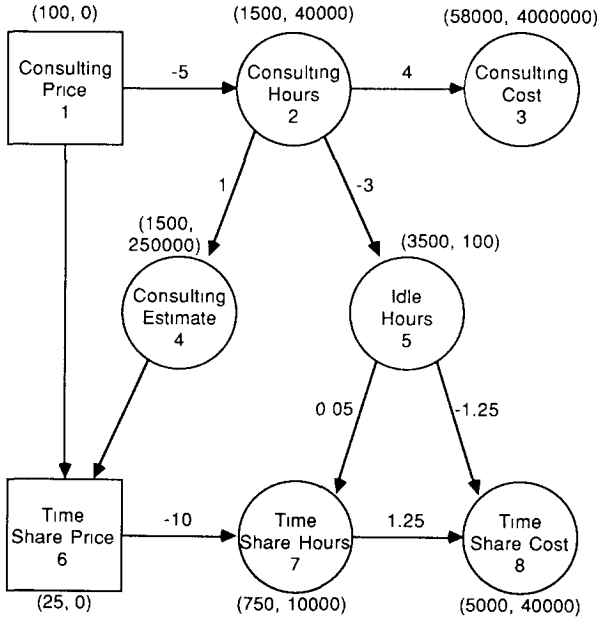 (100, 0)
(1500, 40000)
(58000, 4000000)
Consulting
Price
1
-5
Consulting
Hours
2
4
Consulting
Cost
3
1
-3
(1500,
250000)
(3500, 100)
Consulting
Estimate
4
Idle
Hours
5
0 05
-1.25
Time
Share Price
6
-10
Time
Share Hours
7
1.25
Time
Share Cost
8
(25, 0)
(750, 10000)
(5000, 40000)